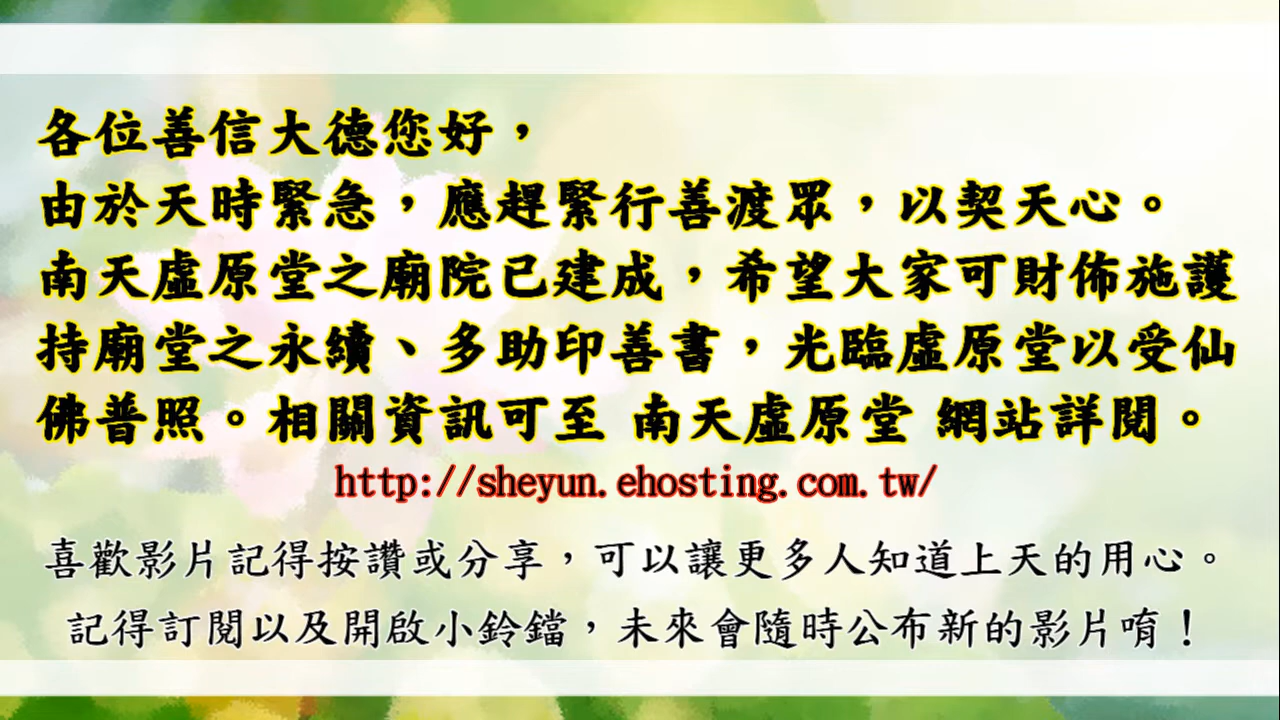 各位善信大德您好，
由於天時緊急，應趕緊行善渡眾，以契天心。
南天虛原堂之廟院已建成，希望大家可財佈施護
持廟堂之永續、多助印善書，光臨虛原堂以受仙
佛普照。相關資訊可至 南天虛原堂 網站詳閱。
http://sheyun.ehosting.com.tw/
喜歡影片記得按讚或分享，可以讓更多人知道上天的用心。
記得訂閱以及開啟小鈴鐺，未來會隨時公布新的影片唷！